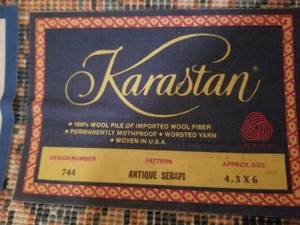 Karastan®
• 100% WOOL PILE OF IMPORTED WOOL FIBER
• PERMANENTLY MOTHPROOF • WORSTED YARN
• WOVEN IN U.S.A.
DESIGN NUMBER PATTERN APPROX. SIZE
744 ANTIQUE SERAPI 4.3 X 6